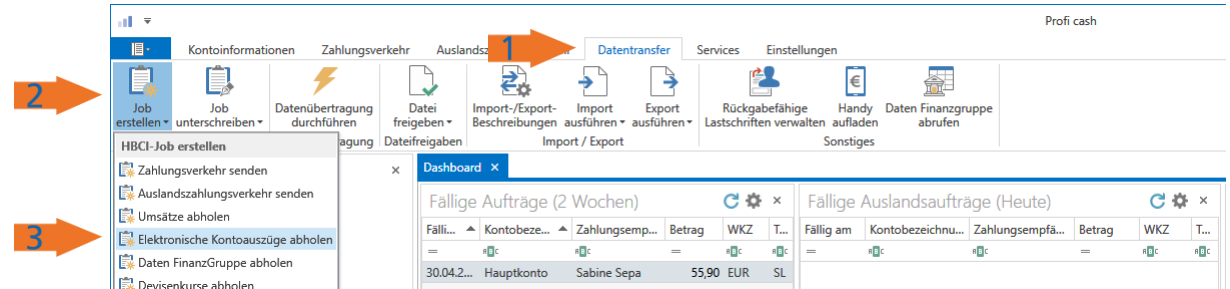 Profi cash
Kontoinformationen Zahlungsverkehr 1 Datentransfer Services Einstellungen
2
Job erstellen
Job unterschreiben
Datenübertragung durchführen
Datei freigeben
Import-/Export-Beschreibungen
Import ausführen
Export ausführen
Rückgabefähige Lastschriften verwalten
Handy aufladen
Daten Finanzgruppe abrufen
Dateifreigaben
Import / Export
Sonstiges
HBCI-Job erstellen
Zahlungsverkehr senden
Auslandszahlungsverkehr senden
Umsätze abholen
3
Elektronische Kontoauszüge abholen
Daten FinanzGruppe abholen
Devisenkurse abholen
Dashboard
Fällige Aufträge (2 Wochen)
Fälli... Kontobeze... Zahlungsemp... Betrag WKZ T...
30.04.2... Hauptkonto Sabine Sepa 55,90 EUR SL
Fällige Auslandsaufträge (Heute)
Fällig am Kontobezeichnu... Zahlungsempfä... Betrag WKZ T...